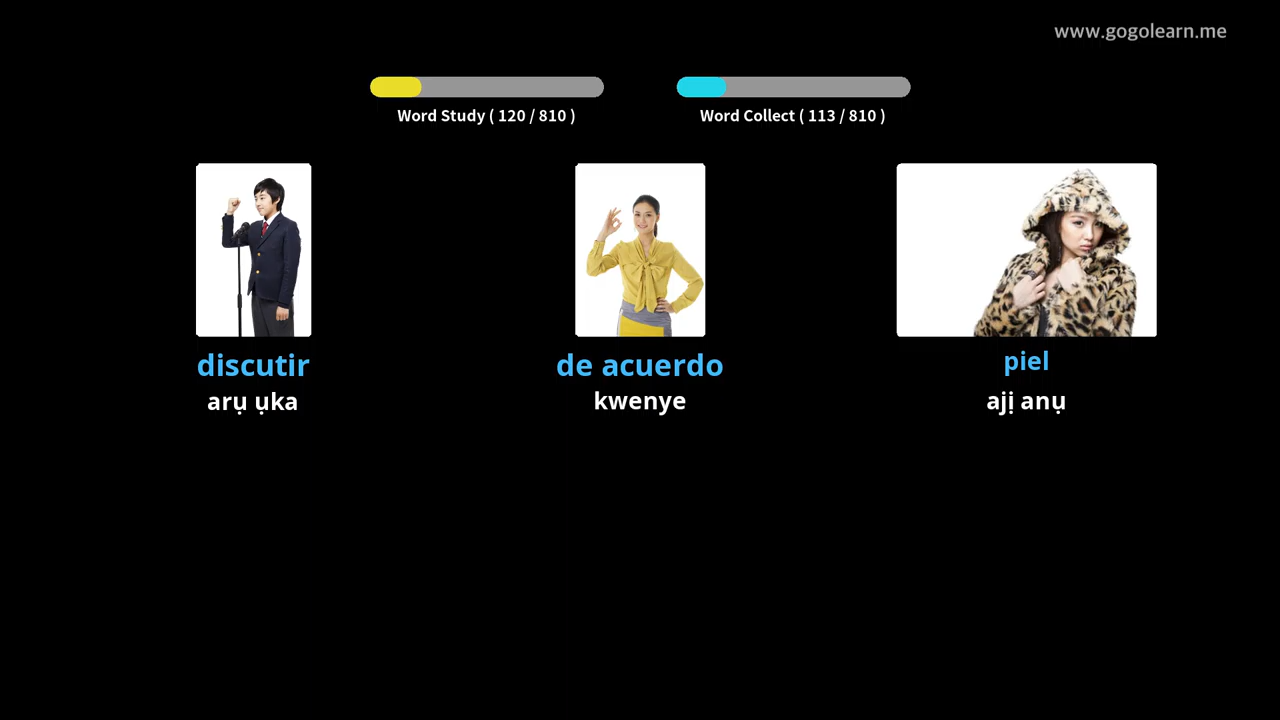 www.gogolearn.me
Word Study ( 120 / 810 )
Word Collect ( 113 / 810 )
discutir
arụ ụka
de acuerdo
kwenye
piel
ajị anụ